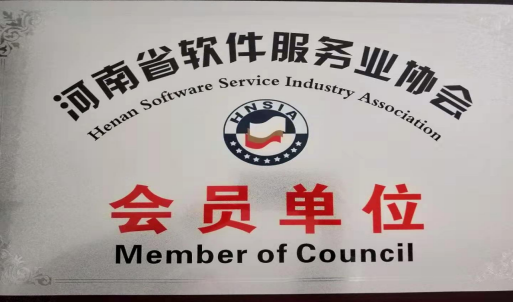 河南省软件服务业协会
Henan Software Service Industry Association
HNSIA
会员单位
Member of Council